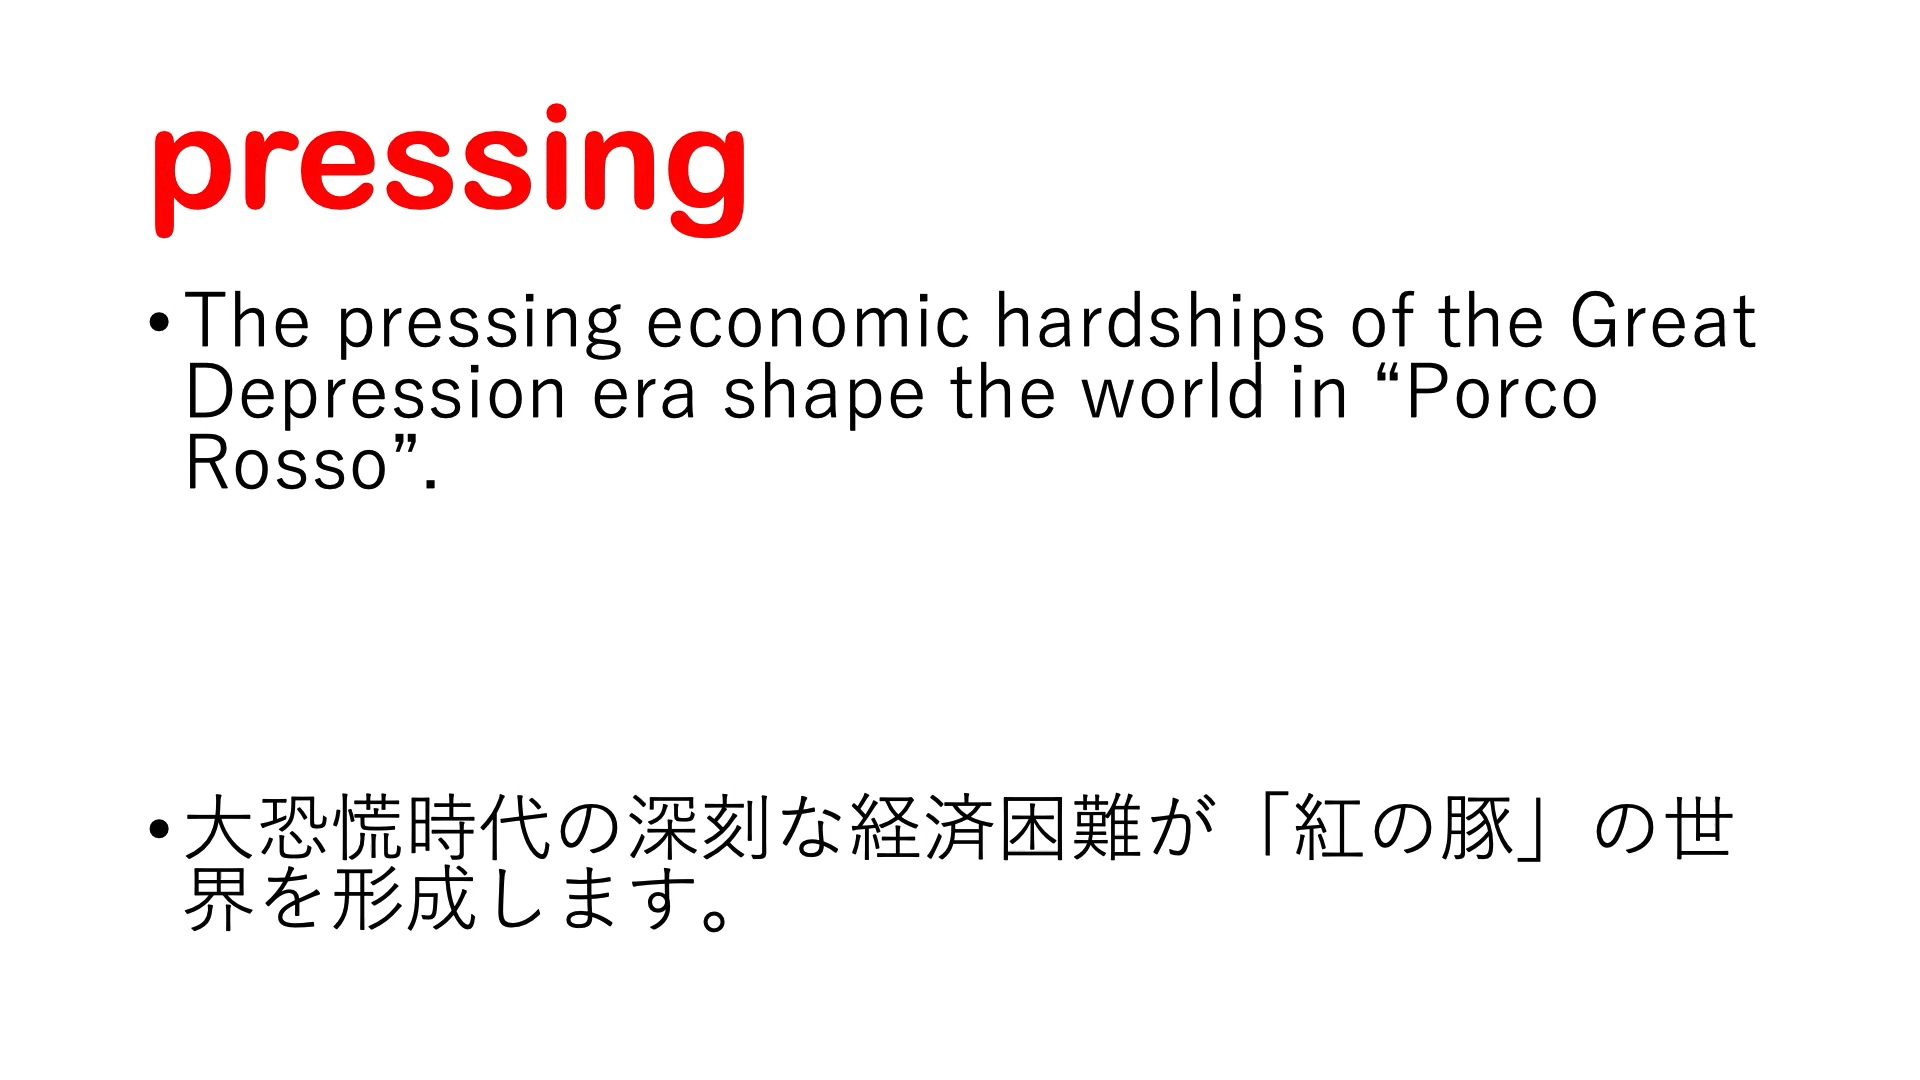 pressing
• The pressing economic hardships of the Great
Depression era shape the world in “Porco
Rosso”.
• 大恐慌時代の深刻な経済困難が「紅の豚」の世
界を形成します。